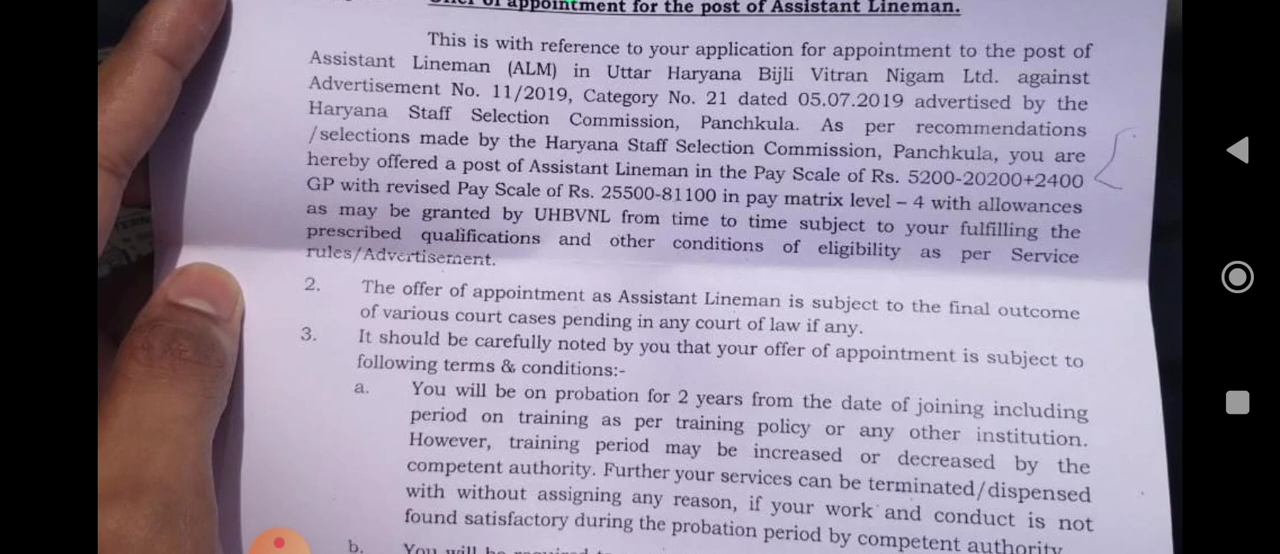 of appointment for the post of Assistant Lineman.
This is with reference to your application for appointment to the post of
Assistant Lineman (ALM) in Uttar Haryana Bijli Vitran Nigam Ltd. against
Advertisement No. 11/2019, Category No. 21 dated 05.07.2019 advertised by the
Haryana Staff Selection Commission, Panchkula. As per recommendations
/selections made by the Haryana Staff Selection Commission, Panchkula, you are
hereby offered a post of Assistant Lineman in the Pay Scale of Rs. 5200-20200+2400
GP with revised Pay Scale of Rs. 25500-81100 in pay matrix level – 4 with allowances
as may be granted by UHBVNL from time to time subject to your fulfilling the
prescribed qualifications and other conditions of eligibility as per Service
rules/Advertisement.
2. The offer of appointment as Assistant Lineman is subject to the final outcome
of various court cases pending in any court of law if any.
3. It should be carefully noted by you that your offer of appointment is subject to
following terms & conditions:-
a. You will be on probation for 2 years from the date of joining including
period on training as per training policy or any other institution.
However, training period may be increased or decreased by the
competent authority. Further your services can be terminated/dispensed
with without assigning any reason, if your work and conduct is not
found satisfactory during the probation period by competent authority
b. You will be